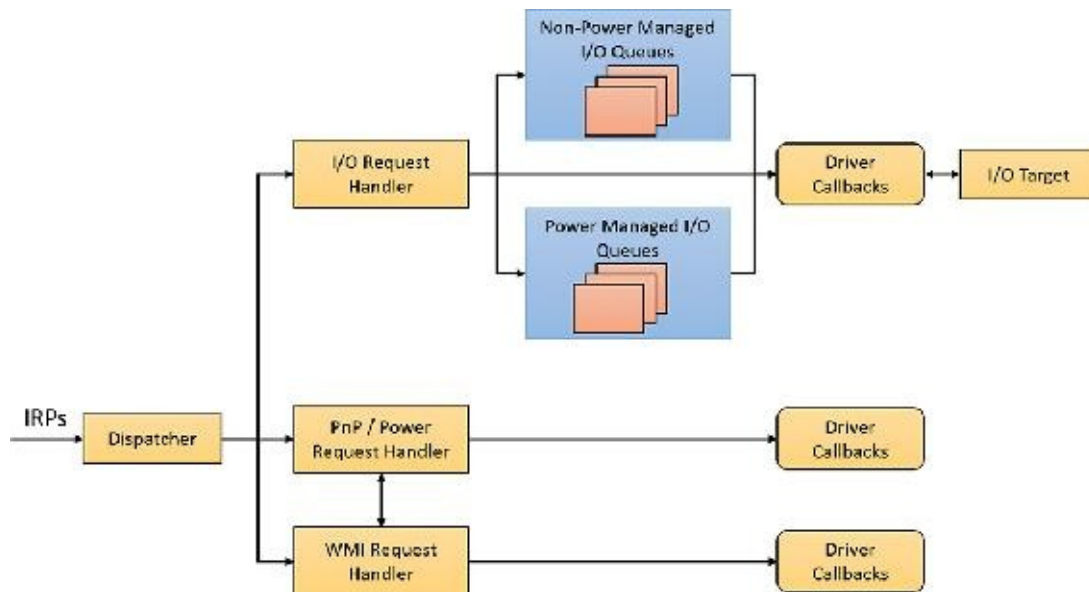 Non-Power Managed
I/O Queues
I/O Request
Handler
Driver
Callbacks
I/O Target
Power Managed I/O
Queues
IRPs
Dispatcher
PnP / Power
Request Handler
Driver
Callbacks
WMI Request
Handler
Driver
Callbacks